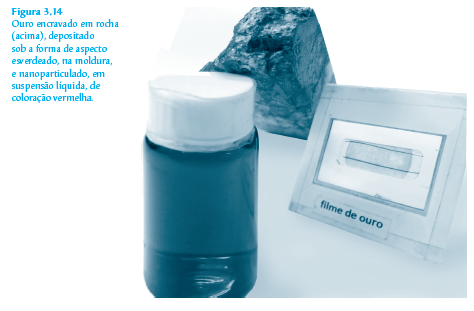 Figura 3.14
Ouro encravado em rocha
(acima), depositado
sob a forma de aspecto
esverdeado, na moldura,
e nanoparticulado, em
suspensão líquida, de
coloração vermelha.
filme de ouro